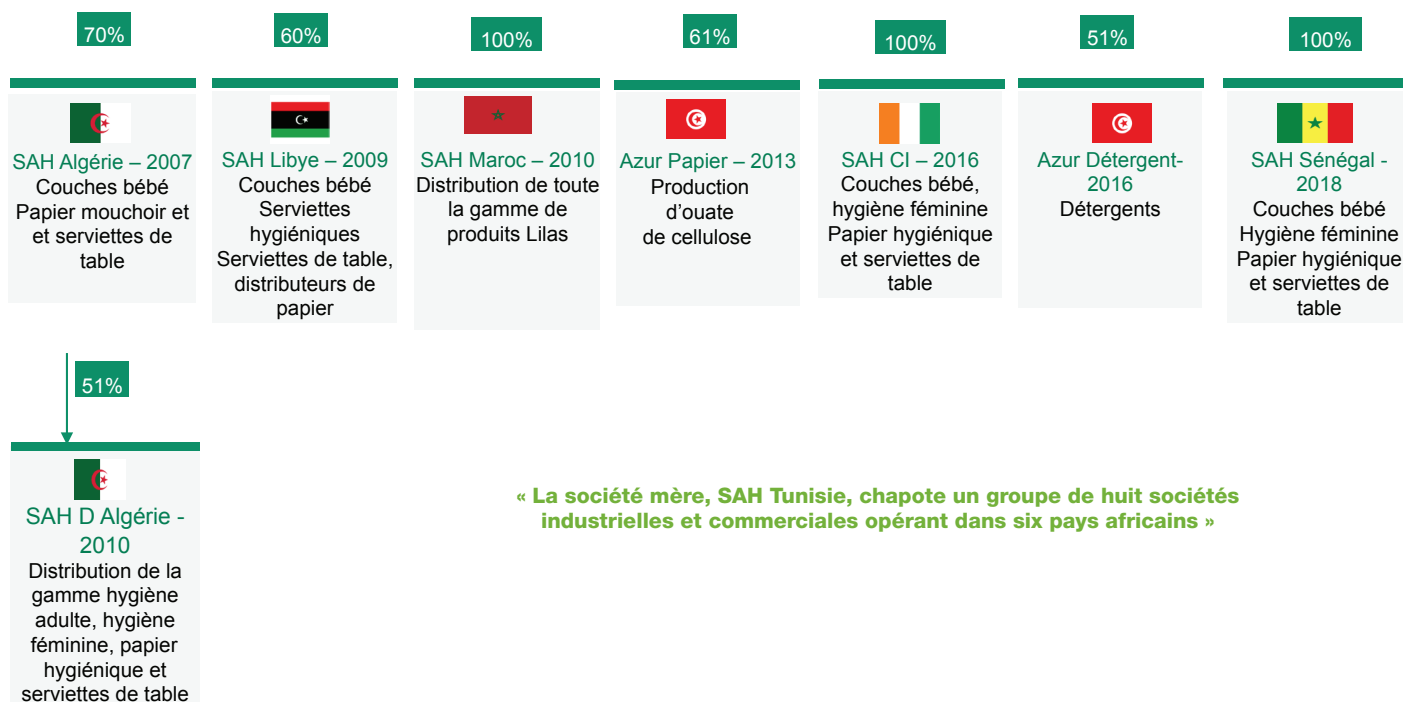 70%
60%
100%
61%
100%
51%
100%
SAH Algérie – 2007
Couches bébé
Papier mouchoir et
et serviettes de
table
SAH Libye – 2009
Couches bébé
Serviettes
hygiéniques
Serviettes de table,
distributeurs de
papier
SAH Maroc – 2010
Distribution de toute
la gamme de
produits Lilas
Azur Papier – 2013
Production
d’ouate
de cellulose
SAH CI – 2016
Couches bébé,
hygiène féminine
Papier hygiénique
et serviettes de
table
Azur Détergent-
2016
Détergents
SAH Sénégal -
2018
Couches bébé
Hygiène féminine
Papier hygiénique
et serviettes de
table
51%
SAH D Algérie -
2010
Distribution de la
gamme hygiène
adulte, hygiène
féminine, papier
hygiénique et
serviettes de table
« La société mère, SAH Tunisie, chapote un groupe de huit sociétés
industrielles et commerciales opérant dans six pays africains »